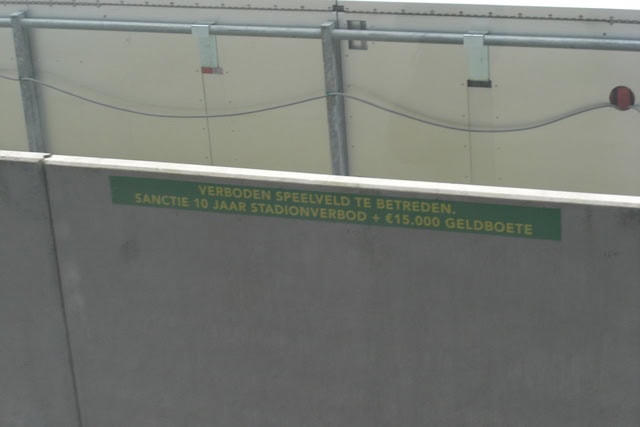 VERBODEN SPEELVELD TE BETREDEN.
SANCTIE 10 JAAR STADIONVERBOD + €15.000 GELDBOETE